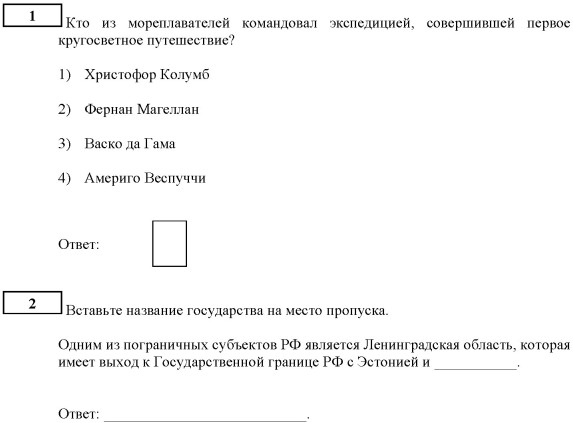 1 Кто из мореплавателей командовал экспедицией, совершившей первое
кругосветное путешествие?
1) Христофор Колумб
2) Фернан Магеллан
3) Васко да Гама
4) Америго Веспуччи
Ответ:
2 Вставьте название государства на место пропуска.
Одним из пограничных субъектов РФ является Ленинградская область, которая
имеет выход к Государственной границе РФ с Эстонией и ___________.
Ответ: ___________________________.